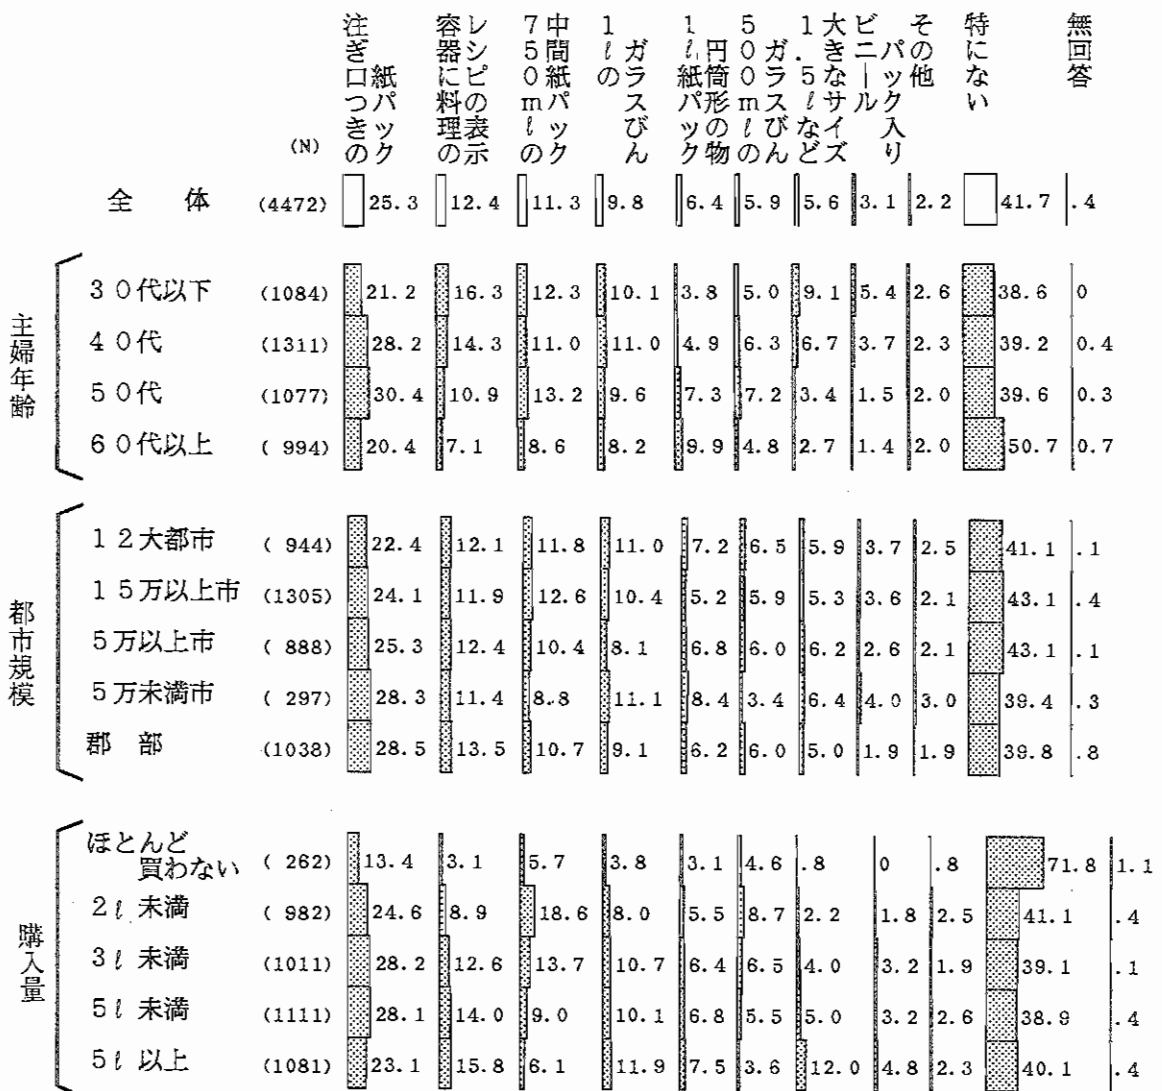 (N) 注ぎ口つきの紙パック 容器に料理のレシピの表示 750mℓの中間紙パック 1ℓのガラスびん 1ℓ紙パック円筒形の物 500mℓのガラスびん 1.5ℓなど大きなサイズ ビニールパック入り その他 特にない 無回答
全体 (4472) 25.3 12.4 11.3 9.8 6.4 5.9 5.6 3.1 2.2 41.7 .4
主婦年齢
30代以下 (1084) 21.2 16.3 12.3 10.1 3.8 5.0 9.1 5.4 2.6 38.6 0
40代 (1311) 28.2 14.3 11.0 11.0 4.9 6.3 6.7 3.7 2.3 39.2 0.4
50代 (1077) 30.4 10.9 13.2 9.6 7.3 7.2 3.4 1.5 2.0 39.6 0.3
60代以上 ( 994) 20.4 7.1 8.6 8.2 9.9 4.8 2.7 1.4 2.0 50.7 0.7
都市規模
12大都市 ( 944) 22.4 12.1 11.8 11.0 7.2 6.5 5.9 3.7 2.5 41.1 .1
15万以上市 (1305) 24.1 11.9 12.6 10.4 5.2 5.9 5.3 3.6 2.1 43.1 .4
5万以上市 ( 888) 25.3 12.4 10.4 8.1 6.8 6.0 6.2 2.6 2.1 43.1 .1
5万未満市 ( 297) 28.3 11.4 8.8 11.1 8.4 3.4 6.4 4.0 3.0 39.4 .3
郡部 (1038) 28.5 13.5 10.7 9.1 6.2 6.0 5.0 1.9 1.9 39.8 .8
購入量
ほとんど
買わない ( 262) 13.4 3.1 5.7 3.8 3.1 4.6 .8 0 .8 71.8 1.1
2ℓ未満 ( 982) 24.6 8.9 18.6 8.0 5.5 8.7 2.2 1.8 2.5 41.1 .4
3ℓ未満 (1011) 28.2 12.6 13.7 10.7 6.4 6.5 4.0 3.2 1.9 39.1 .1
5ℓ未満 (1111) 28.1 14.0 9.0 10.1 6.8 5.5 5.0 3.2 2.6 38.9 .4
5ℓ以上 (1081) 23.1 15.8 6.1 11.9 7.5 3.6 12.0 4.8 2.3 40.1 .4